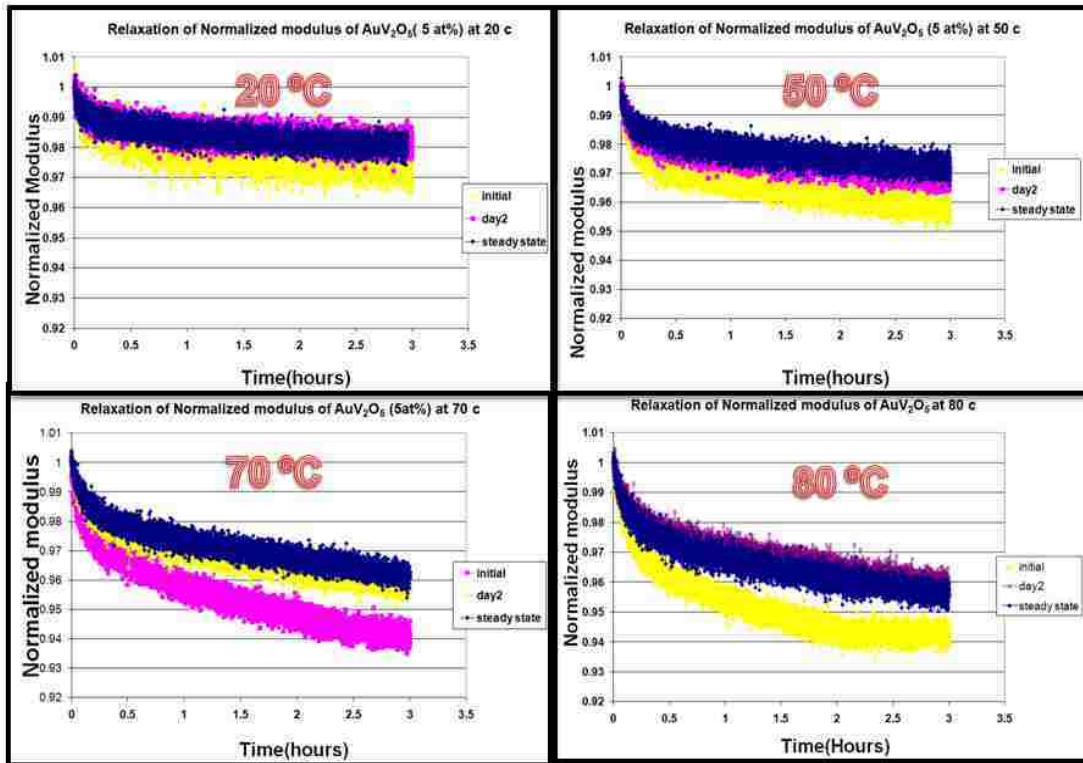 Relaxation of Normalized modulus of AuV₂O₅( 5 at%) at 20 c
20 ºC
1.01
1
0.99
0.98
0.97
0.96
0.95
0.94
0.93
0.92
Normalized Modulus
0 0.5 1 1.5 2 2.5 3 3.5
Time(hours)
initial
day2
steady state
Relaxation of Normalized modulus of AuV₂O₅ (5 at%) at 50 c
50 ºC
1.01
1
0.99
0.98
0.97
0.96
0.95
0.94
0.93
0.92
Normalized modulus
0 0.5 1 1.5 2 2.5 3 3.5
Time(hours)
initial
day2
steady state
Relaxation of Normalized modulus of AuV₂O₅ (5at%) at 70 c
70 ºC
1.01
1
0.99
0.98
0.97
0.96
0.95
0.94
0.93
0.92
Normalized modulus
0 0.5 1 1.5 2 2.5 3 3.5
Time(hours)
initial
day2
steady state
Relaxation of Normalized modulus of AuV₂O₅ at 80 c
80 ºC
1.01
1
0.99
0.98
0.97
0.96
0.95
0.94
0.93
0.92
Normalized modulus
0 0.5 1 1.5 2 2.5 3 3.5
Time(Hours)
initial
day2
steady state